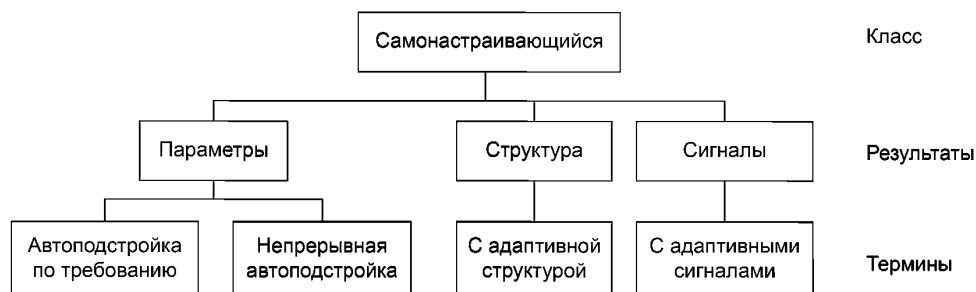 Самонастраивающийся
Класс
Параметры
Структура
Сигналы
Результаты
Автоподстройка
по требованию
Непрерывная
автоподстройка
С адаптивной
структурой
С адаптивными
сигналами
Термины